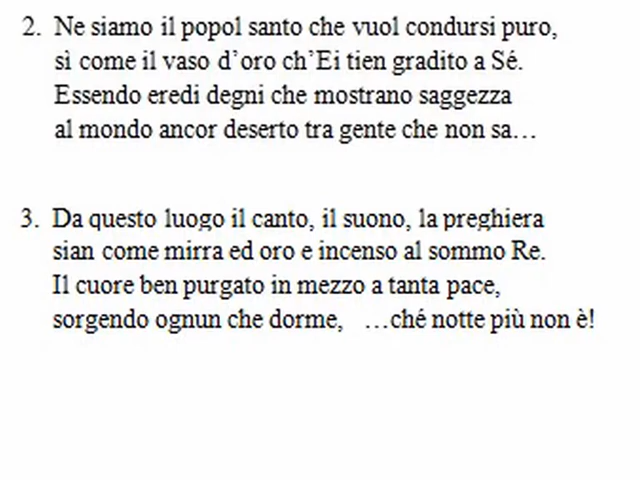 2. Ne siamo il popol santo che vuol condursi puro,
sì come il vaso d'oro ch'Ei tien gradito a Sé.
Essendo eredi degni che mostrano saggezza
al mondo ancor deserto tra gente che non sa…
3. Da questo luogo il canto, il suono, la preghiera
sian come mirra ed oro e incenso al sommo Re.
Il cuore ben purgato in mezzo a tanta pace,
sorgendo ognun che dorme, …ché notte più non è!